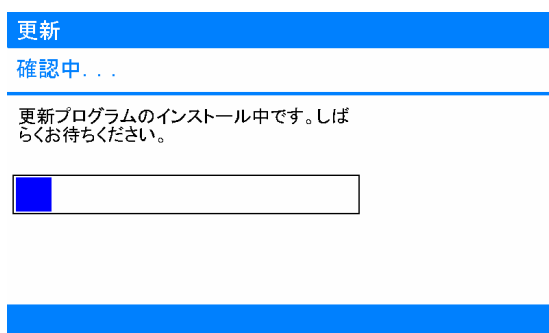 更新
確認中...
更新プログラムのインストール中です。しば
らくお待ちください。